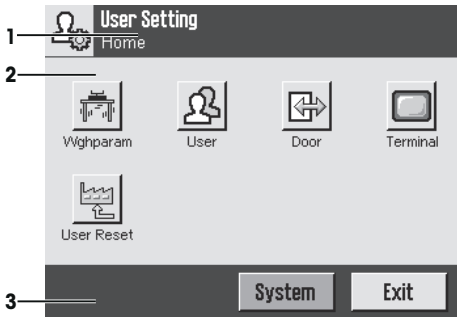 User Setting
1 Home
2
Wghparam User Door Terminal
User Reset
3 System Exit